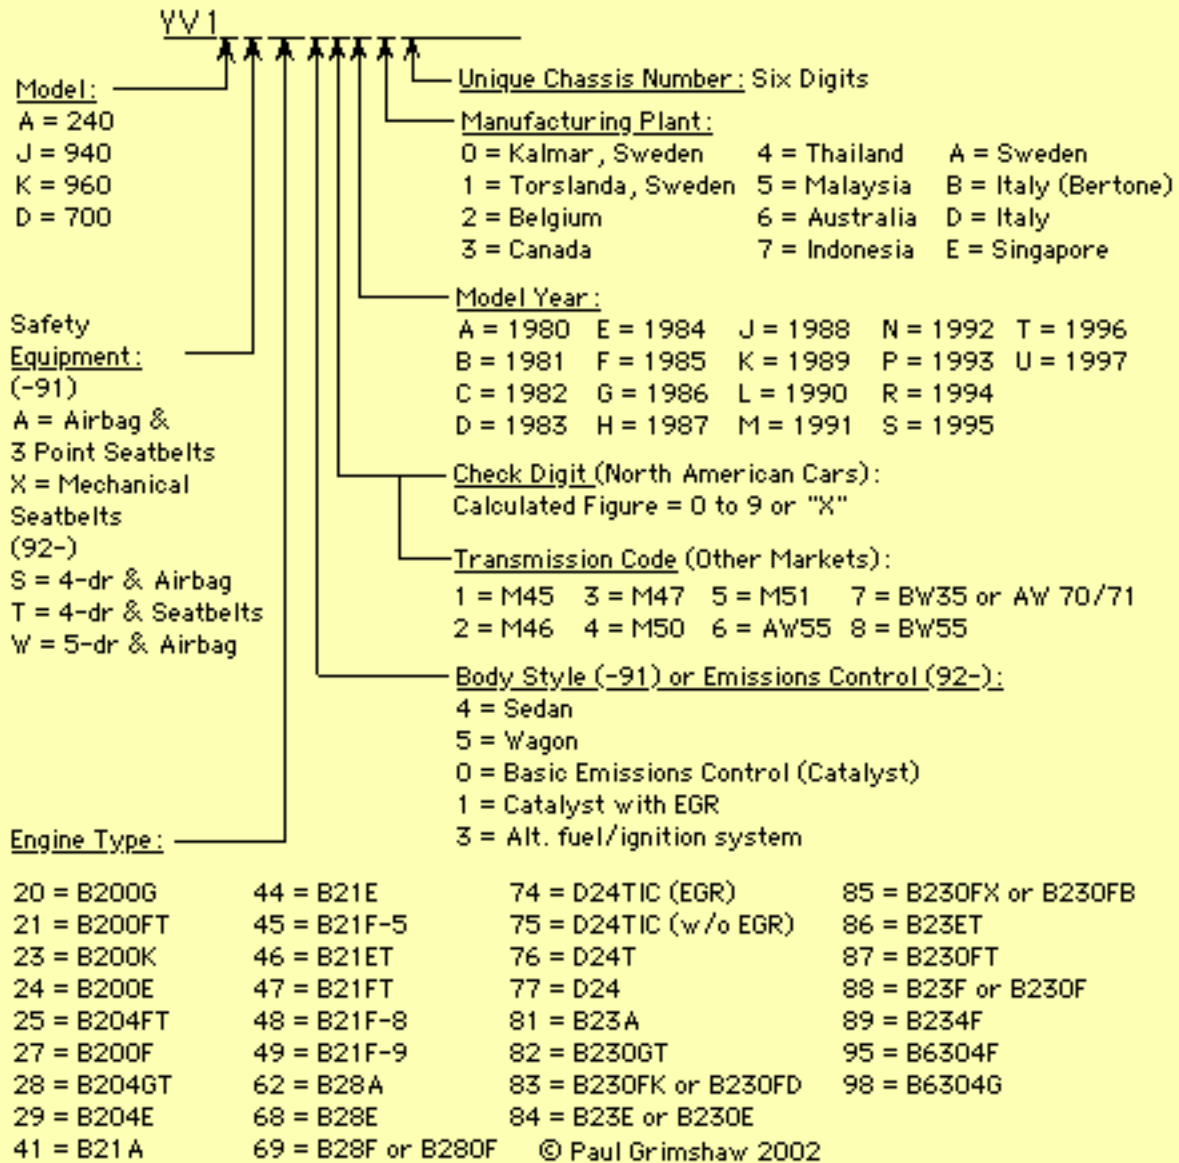 YV1
Model:
A = 240
J = 940
K = 960
D = 700
Unique Chassis Number: Six Digits
Manufacturing Plant:
0 = Kalmar, Sweden 4 = Thailand A = Sweden
1 = Torslanda, Sweden 5 = Malaysia B = Italy (Bertone)
2 = Belgium 6 = Australia D = Italy
3 = Canada 7 = Indonesia E = Singapore
Model Year:
A = 1980 E = 1984 J = 1988 N = 1992 T = 1996
B = 1981 F = 1985 K = 1989 P = 1993 U = 1997
C = 1982 G = 1986 L = 1990 R = 1994
D = 1983 H = 1987 M = 1991 S = 1995
Safety
Equipment:
(-91)
A = Airbag &
3 Point Seatbelts
X = Mechanical
Seatbelts
(92-)
S = 4-dr & Airbag
T = 4-dr & Seatbelts
W = 5-dr & Airbag
Check Digit (North American Cars):
Calculated Figure = 0 to 9 or "X"
Transmission Code (Other Markets):
1 = M45 3 = M47 5 = M51 7 = BW35 or AW 70/71
2 = M46 4 = M50 6 = AW55 8 = BW55
Body Style (-91) or Emissions Control (92-):
4 = Sedan
5 = Wagon
0 = Basic Emissions Control (Catalyst)
1 = Catalyst with EGR
3 = Alt. fuel/ignition system
Engine Type:
20 = B200G 44 = B21E 74 = D24TIC (EGR) 85 = B230FX or B230FB
21 = B200FT 45 = B21F-5 75 = D24TIC (w/o EGR) 86 = B23ET
23 = B200K 46 = B21ET 76 = D24T 87 = B230FT
24 = B200E 47 = B21FT 77 = D24 88 = B23F or B230F
25 = B204FT 48 = B21F-8 81 = B23A 89 = B234F
27 = B200F 49 = B21F-9 82 = B230GT 95 = B6304F
28 = B204GT 62 = B28A 83 = B230FK or B230FD 98 = B6304G
29 = B204E 68 = B28E 84 = B23E or B230E
41 = B21A 69 = B28F or B280F © Paul Grimshaw 2002